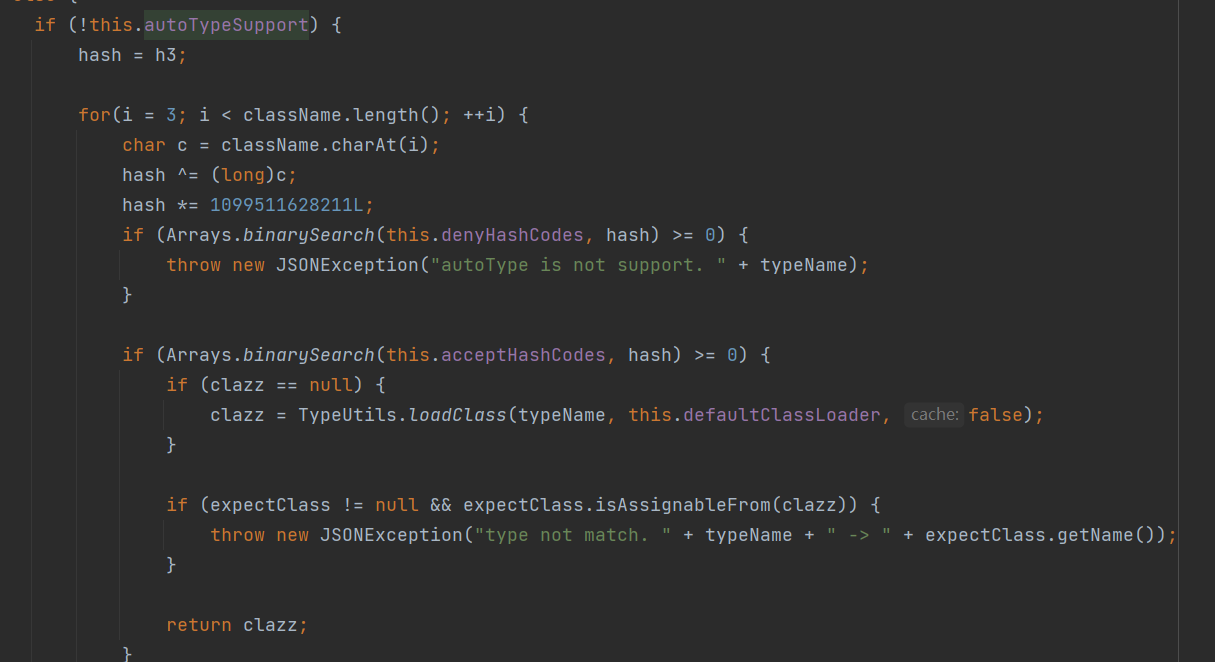 else {
if (!this.autoTypeSupport) {
hash = h3;
for(i = 3; i < className.length(); ++i) {
char c = className.charAt(i);
hash ^= (long)c;
hash *= 1099511628211L;
if (Arrays.binarySearch(this.denyHashCodes, hash) >= 0) {
throw new JSONException("autoType is not support. " + typeName);
}
if (Arrays.binarySearch(this.acceptHashCodes, hash) >= 0) {
if (clazz == null) {
clazz = TypeUtils.loadClass(typeName, this.defaultClassLoader, cache: false);
}
if (expectClass != null && expectClass.isAssignableFrom(clazz)) {
throw new JSONException("type not match. " + typeName + " -> " + expectClass.getName());
}
return clazz;
}